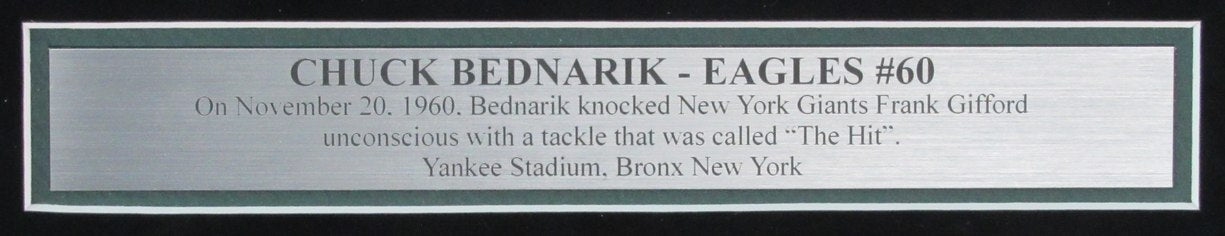 CHUCK BEDNARIK - EAGLES #60
On November 20, 1960, Bednarik knocked New York Giants Frank Gifford
unconscious with a tackle that was called “The Hit”.
Yankee Stadium, Bronx New York